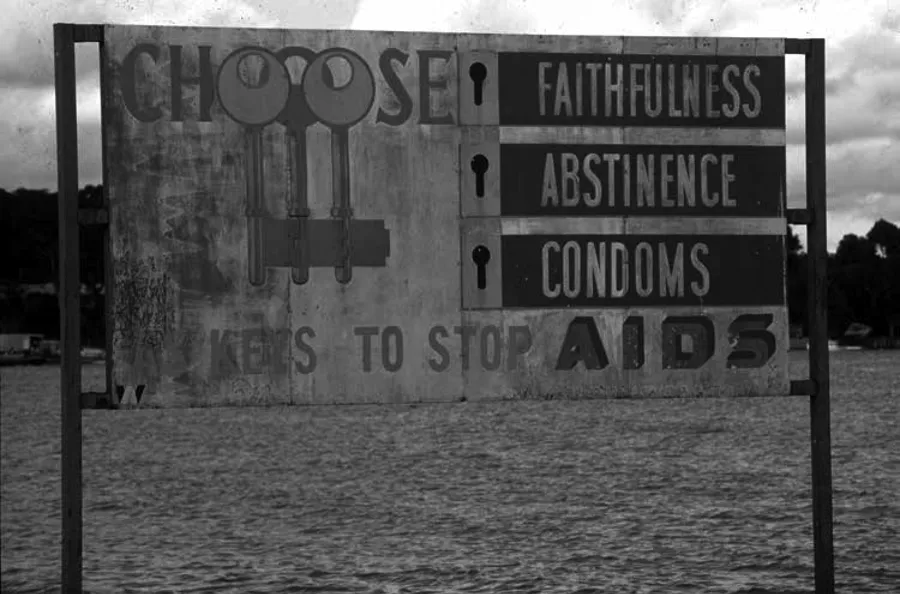 CHOOSE
FAITHFULNESS
ABSTINENCE
CONDOMS
KEYS TO STOP AIDS